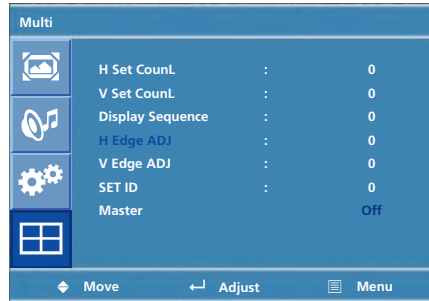 Multi
H Set CounL : 0
V Set CounL : 0
Display Sequence : 0
H Edge ADJ : 0
V Edge ADJ : 0
SET ID : 0
Master Off
Move Adjust Menu